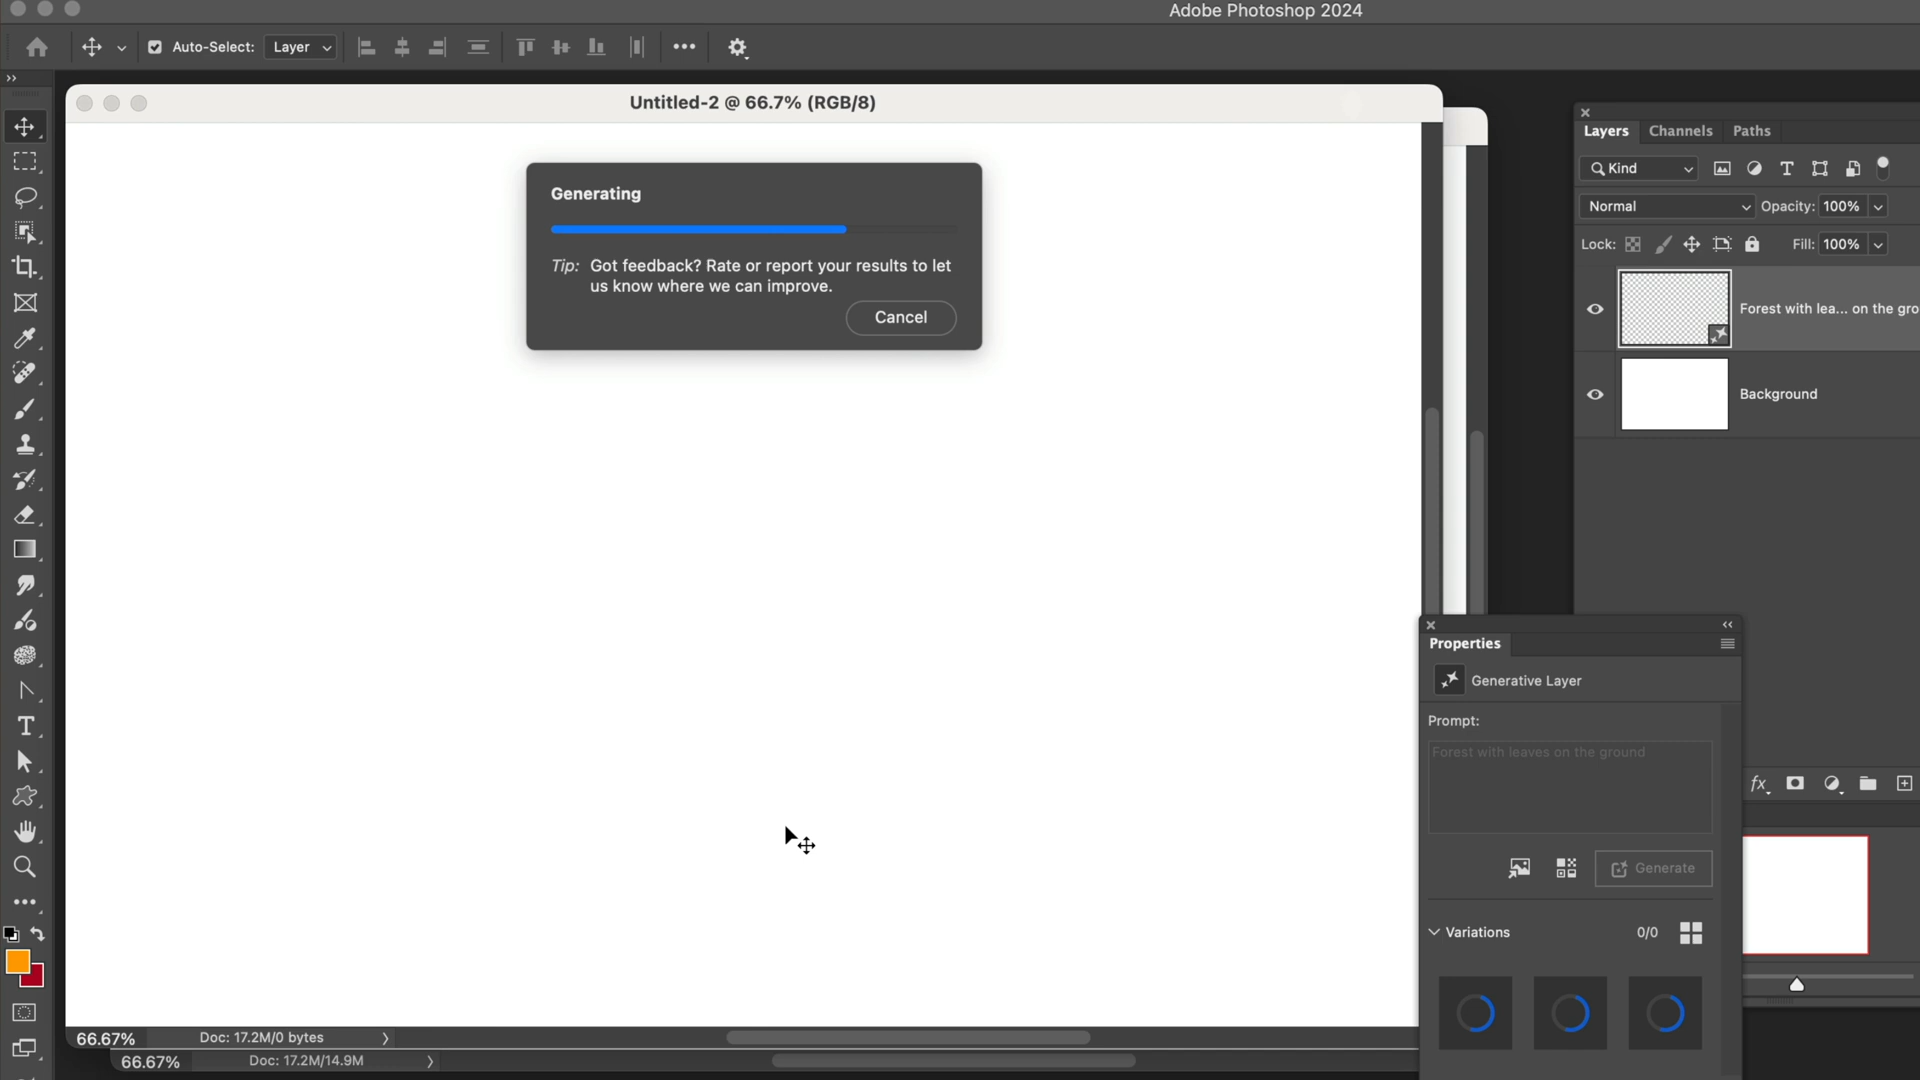 Adobe Photoshop 2024
Auto-Select: Layer
Untitled-2 @ 66.7% (RGB/8)
Generating
Tip: Got feedback? Rate or report your results to let
us know where we can improve.
Cancel
Layers Channels Paths
Kind
Normal Opacity: 100%
Lock: Fill: 100%
Forest with lea... on the gro
Background
Properties
Generative Layer
Prompt:
Forest with leaves on the ground
fx
Generate
Variations 0/0
66.67% Doc: 17.2M/0 bytes
66.67% Doc: 17.2M/14.9M